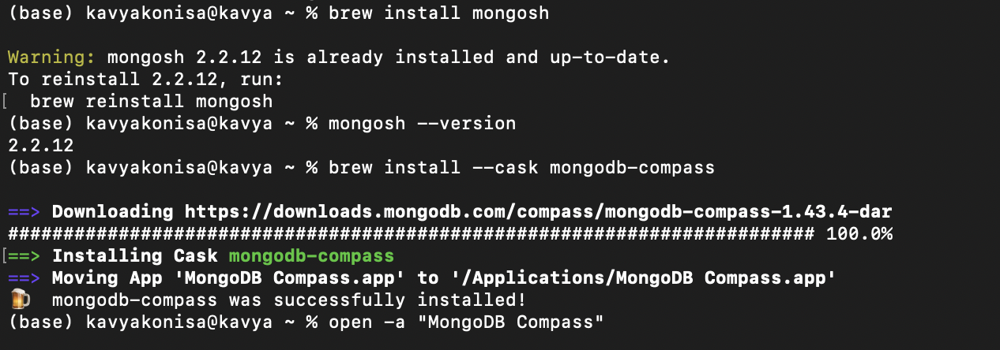 (base) kavyakonisa@kavya ~ % brew install mongosh
Warning: mongosh 2.2.12 is already installed and up-to-date.
To reinstall 2.2.12, run:
[  brew reinstall mongosh
(base) kavyakonisa@kavya ~ % mongosh --version
2.2.12
(base) kavyakonisa@kavya ~ % brew install --cask mongodb-compass
==> Downloading https://downloads.mongodb.com/compass/mongodb-compass-1.43.4-dar
######################################################################### 100.0%
[==> Installing Cask mongodb-compass
==> Moving App 'MongoDB Compass.app' to '/Applications/MongoDB Compass.app'
🍺  mongodb-compass was successfully installed!
(base) kavyakonisa@kavya ~ % open -a "MongoDB Compass"